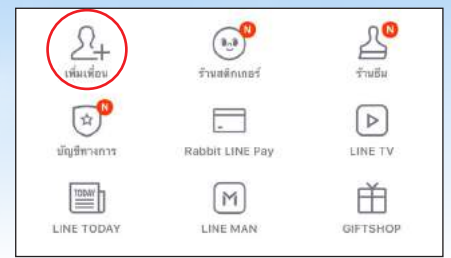 N N
เพิ่มเพื่อน ร้านสติกเกอร์ ร้านธีม
N
บัญชีทางการ Rabbit LINE Pay LINE TV
TODAY M
LINE TODAY LINE MAN GIFTSHOP